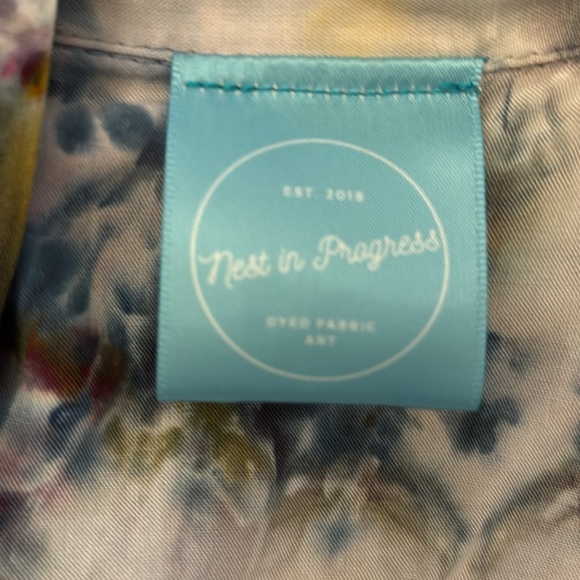 EST. 2018
Nest in Progress
DYED FABRIC
ART